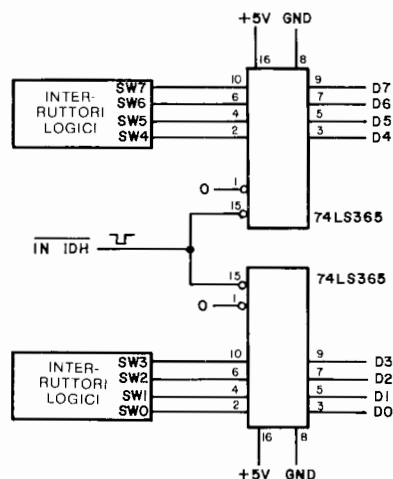 +5V GND
16 8
INTER-
RUTTORI
LOGICI
SW7 10 9 D7
SW6 6 7 D6
SW5 4 5 D5
SW4 2 3 D4
0 1
15
74LS365
IN IDH
15
74LS365
0 1
INTER-
RUTTORI
LOGICI
SW3 10 9 D3
SW2 6 7 D2
SW1 4 5 D1
SW0 2 3 D0
16 8
+5V GND